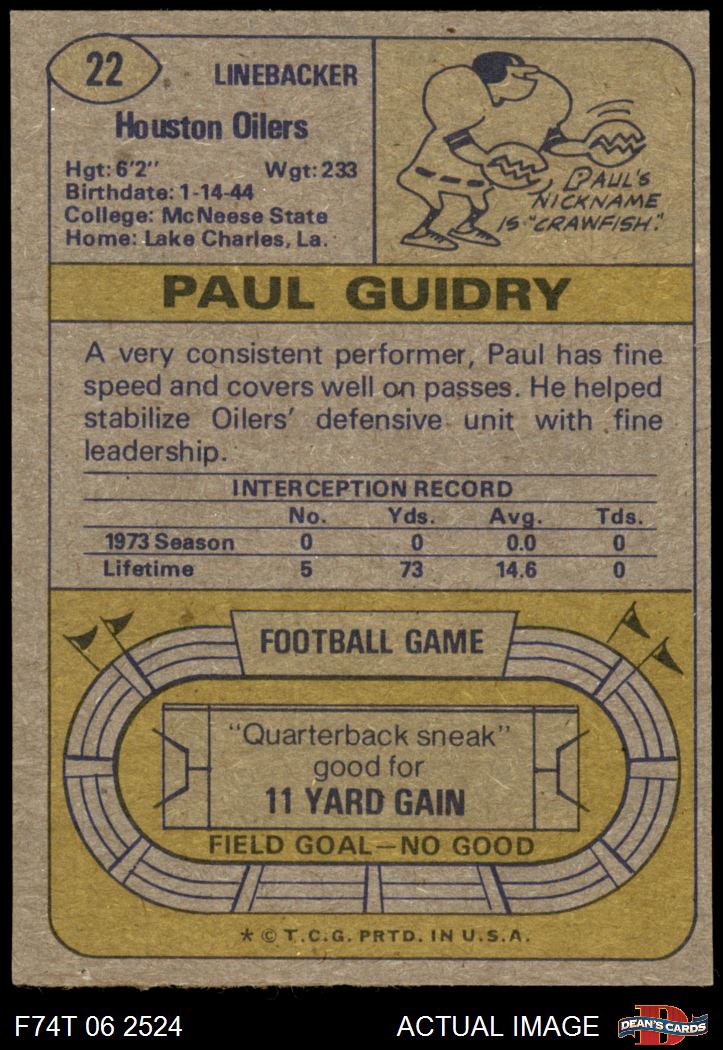 22
LINEBACKER
Houston Oilers
Hgt: 6'2" Wgt: 233
Birthdate: 1-14-44
College: McNeese State
Home: Lake Charles, La.
PAUL'S
NICKNAME
IS "CRAWFISH."
PAUL GUIDRY
A very consistent performer, Paul has fine
speed and covers well on passes. He helped
stabilize Oilers' defensive unit with fine
leadership.
INTERCEPTION RECORD
No. Yds. Avg. Tds.
1973 Season 0 0 0.0 0
Lifetime 5 73 14.6 0
FOOTBALL GAME
"Quarterback sneak"
good for
11 YARD GAIN
FIELD GOAL—NO GOOD
* © T.C.G. PRTD. IN U.S.A.
F74T 06 2524 ACTUAL IMAGE
D
DEAN'S CARDS